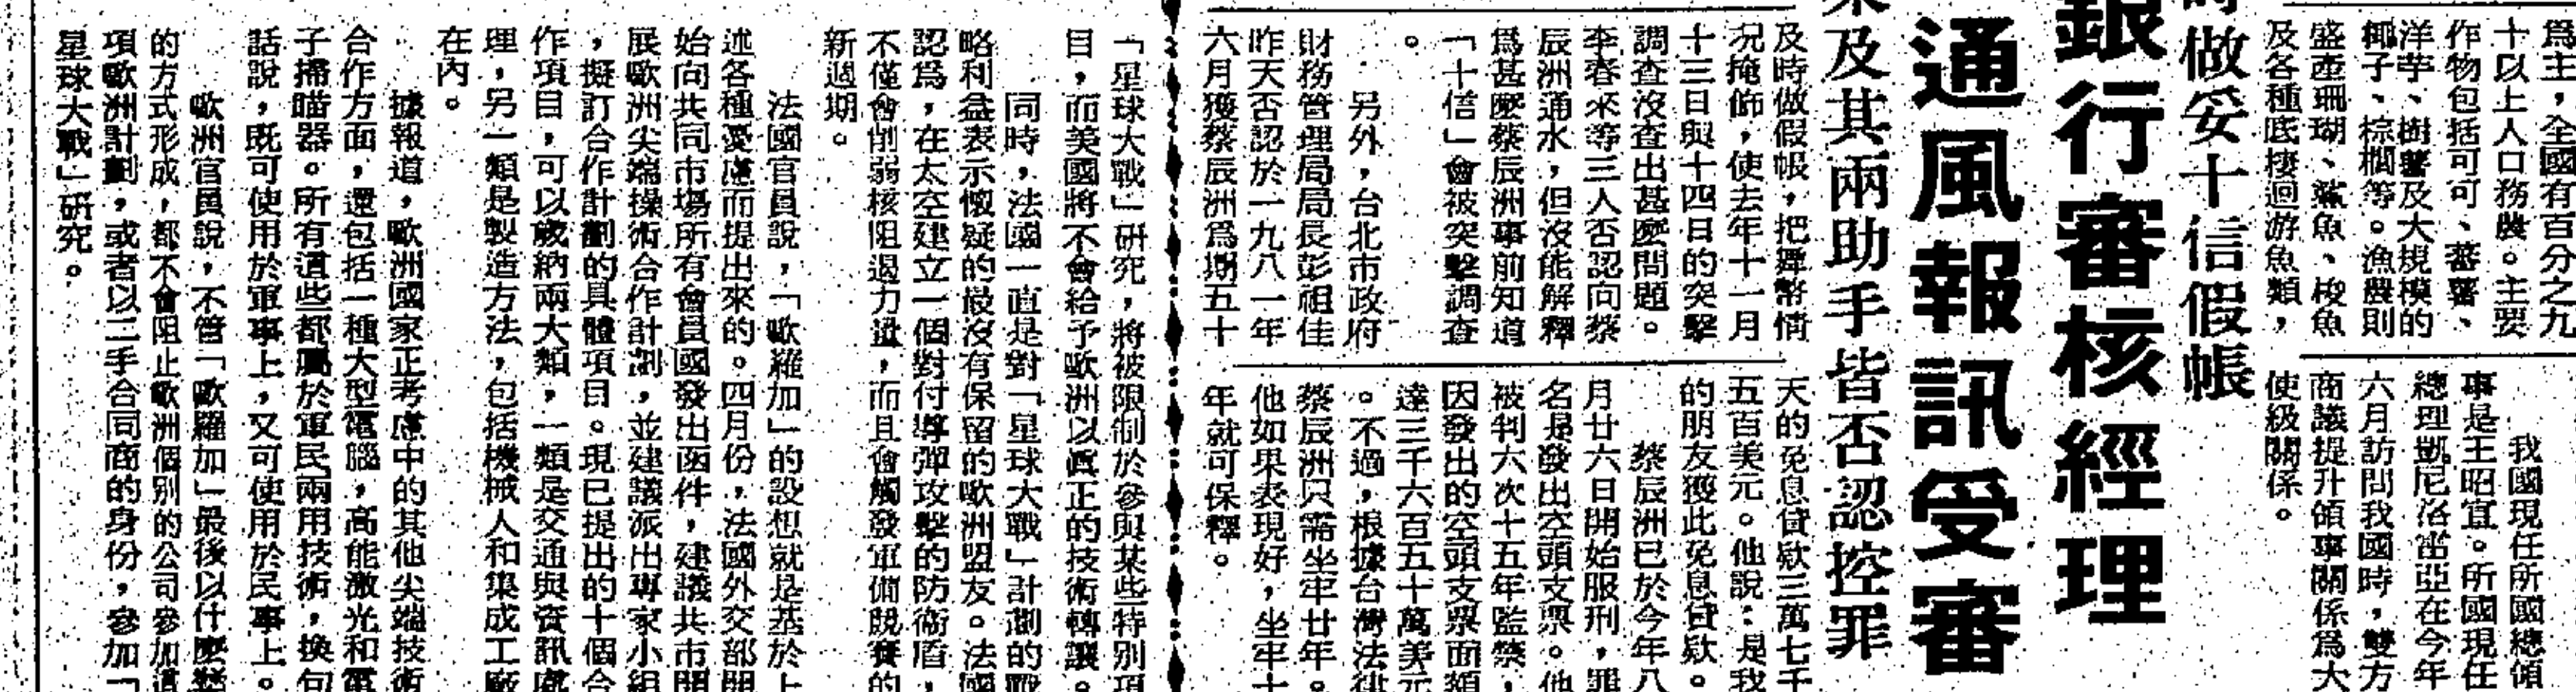 爲主，全國有百分之九
十以上人口務農。主要
作物包括可可、蕃薯、
洋芋、樹薯及大規模的
椰子、棕櫚等。漁農則
盛產珊瑚、鯊魚、梭魚
及各種底棲迴游魚類，
我國現任所國總領
事是王昭宜。所國現任
總理凱尼洛雷亞在今年
六月訪問我國時，雙方
商議提升領事關係爲大
使級關係。
時做妥十信假帳
銀行審核經理
通風報訊受審
來及其兩助手皆否認控罪
及時做假帳，把舞幣情
况掩飾，使去年十一月
十三日與十四日的突擊
調查沒查出甚麽問題。
李春來等三人否認向蔡
辰洲通水，但沒能解釋
爲甚麽蔡辰洲事前知道
「十信」會被突擊調查
。
另外，台北市政府
財務管理局局長彭祖佳
昨天否認於一九八一年
六月獲蔡辰洲爲期五十
天的免息貸款三萬七千
五百美元。他說：是我
的朋友獲此免息貸款。
蔡辰洲已於今年八
月廿六日開始服刑，罪
名是發出空頭支票。他
被判六次十五年監禁，
因發出的空頭支票面額
達三千六百五十萬美元
。不過，根據台灣法律
蔡辰洲只需坐牢廿年。
他如果表現好，坐牢十
年就可保釋。
「星球大戰」研究，將被限制於參與某些特别項
目，而美國將不會給予歐洲以眞正的技術轉讓。
同時，法國一直是對「星球大戰」計劃的戰
略利益表示懷疑的最沒有保留的歐洲盟友。法國
認爲，在太空建立一個對付導彈攻擊的防衞盾，
不僅會削弱核阻遏力量，而且會觸發軍備競賽的
新週期。
法國官員說，「歐羅加」的設想就是基於上
述各種憂慮而提出來的。四月份，法國外交部開
始向共同市場所有會員國發出函件，建議共市開
展歐洲尖端操術合作計劃，並建議派出專家小組
，擬訂合作計劃的具體項目。現已提出的十個合
作項目，可以歲納兩大類，一類是交通與資訊處
理，另一類是製造方法，包括機械人和集成工廠
在內。
據報道，歐洲國家正考慮中的其他尖端技術
合作方面，還包括一種大型電腦，高能激光和電
子掃瞄器。所有這些都屬於軍民兩用技術，換句
話說，既可使用於軍事上，又可使用於民事上。
歐洲官員說，不管「歐羅加」最後以什麽樣
的方式形成，都不會阻止歐洲個别的公司參加這
項歐洲計劃，或者以二手合同商的身份，參加「
星球大戰」研究。